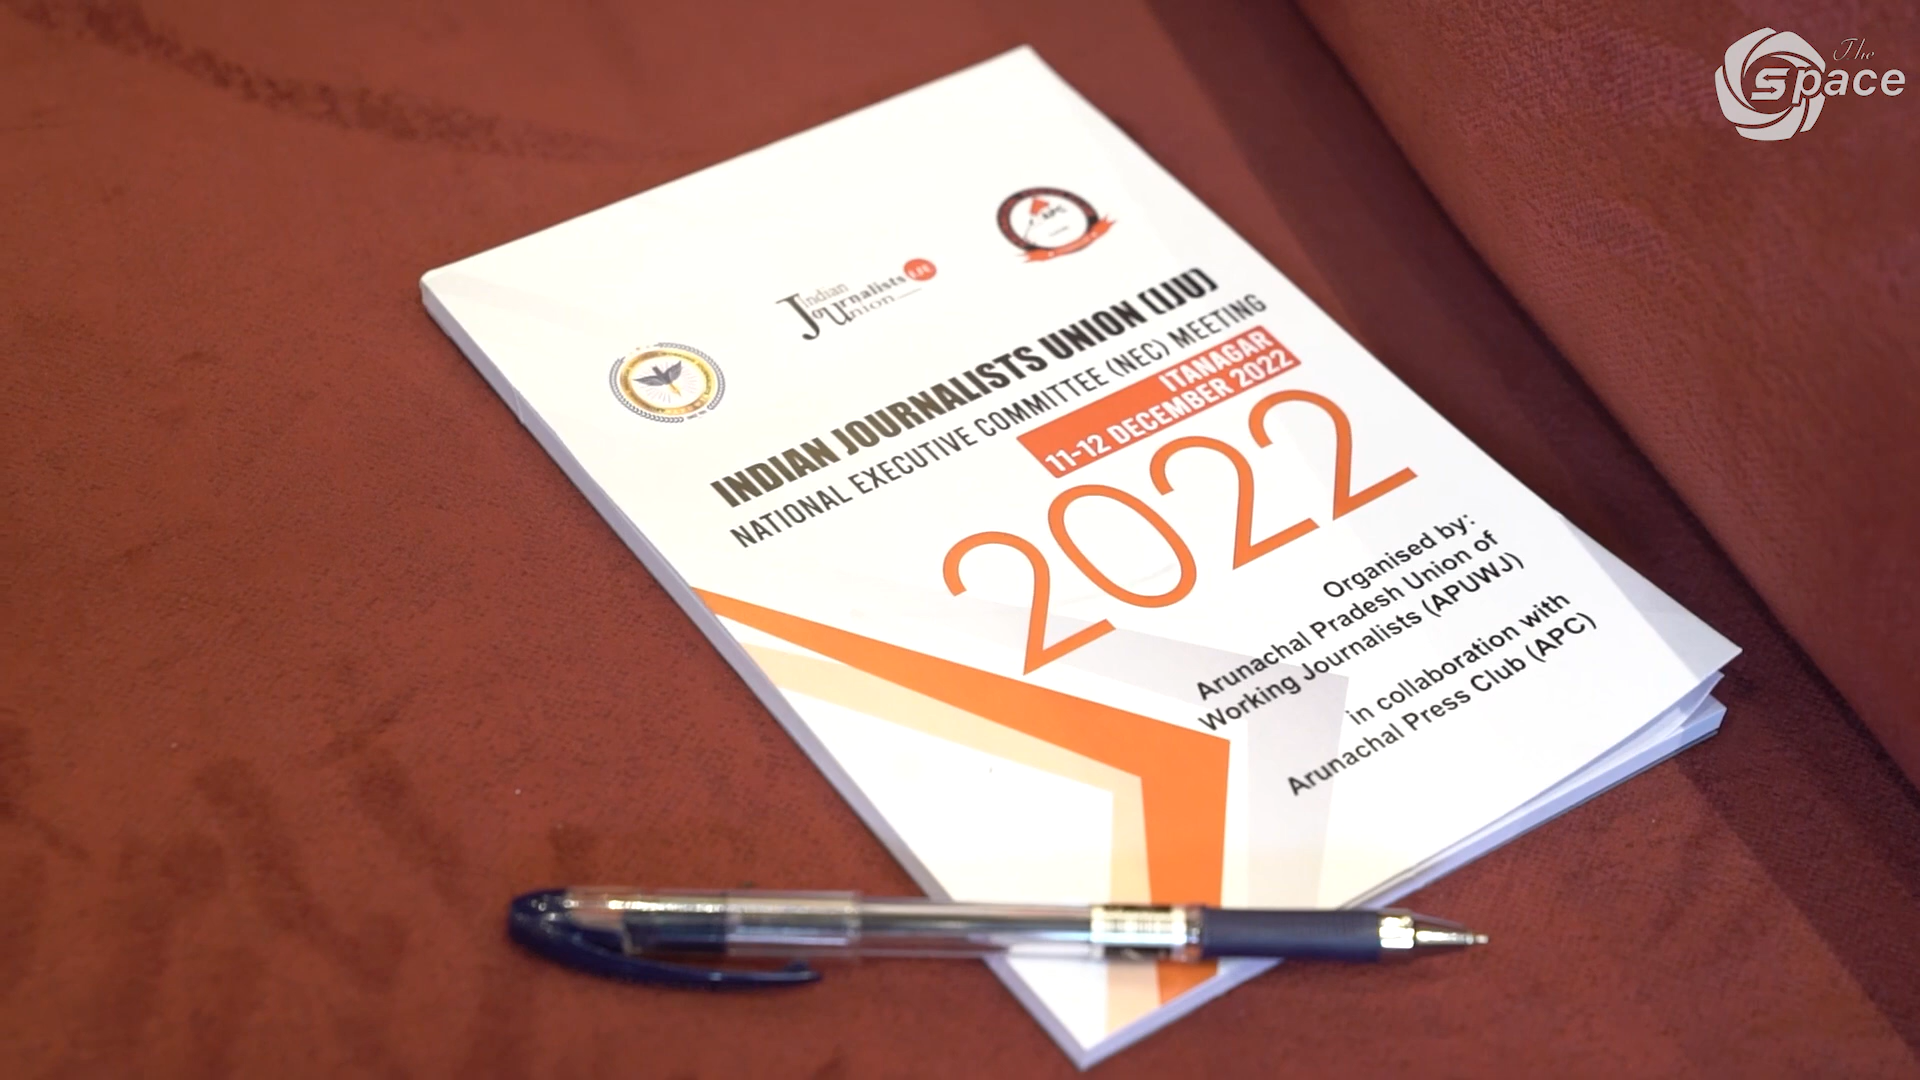 The
Space
APC
Indian
Journalists
Union
IJU
INDIAN JOURNALISTS UNION (IJU)
NATIONAL EXECUTIVE COMMITTEE (NEC) MEETING
ITANAGAR
11-12 DECEMBER 2022
2022
Organised by:
Arunachal Pradesh Union of
Working Journalists (APUWJ)
in collaboration with
Arunachal Press Club (APC)